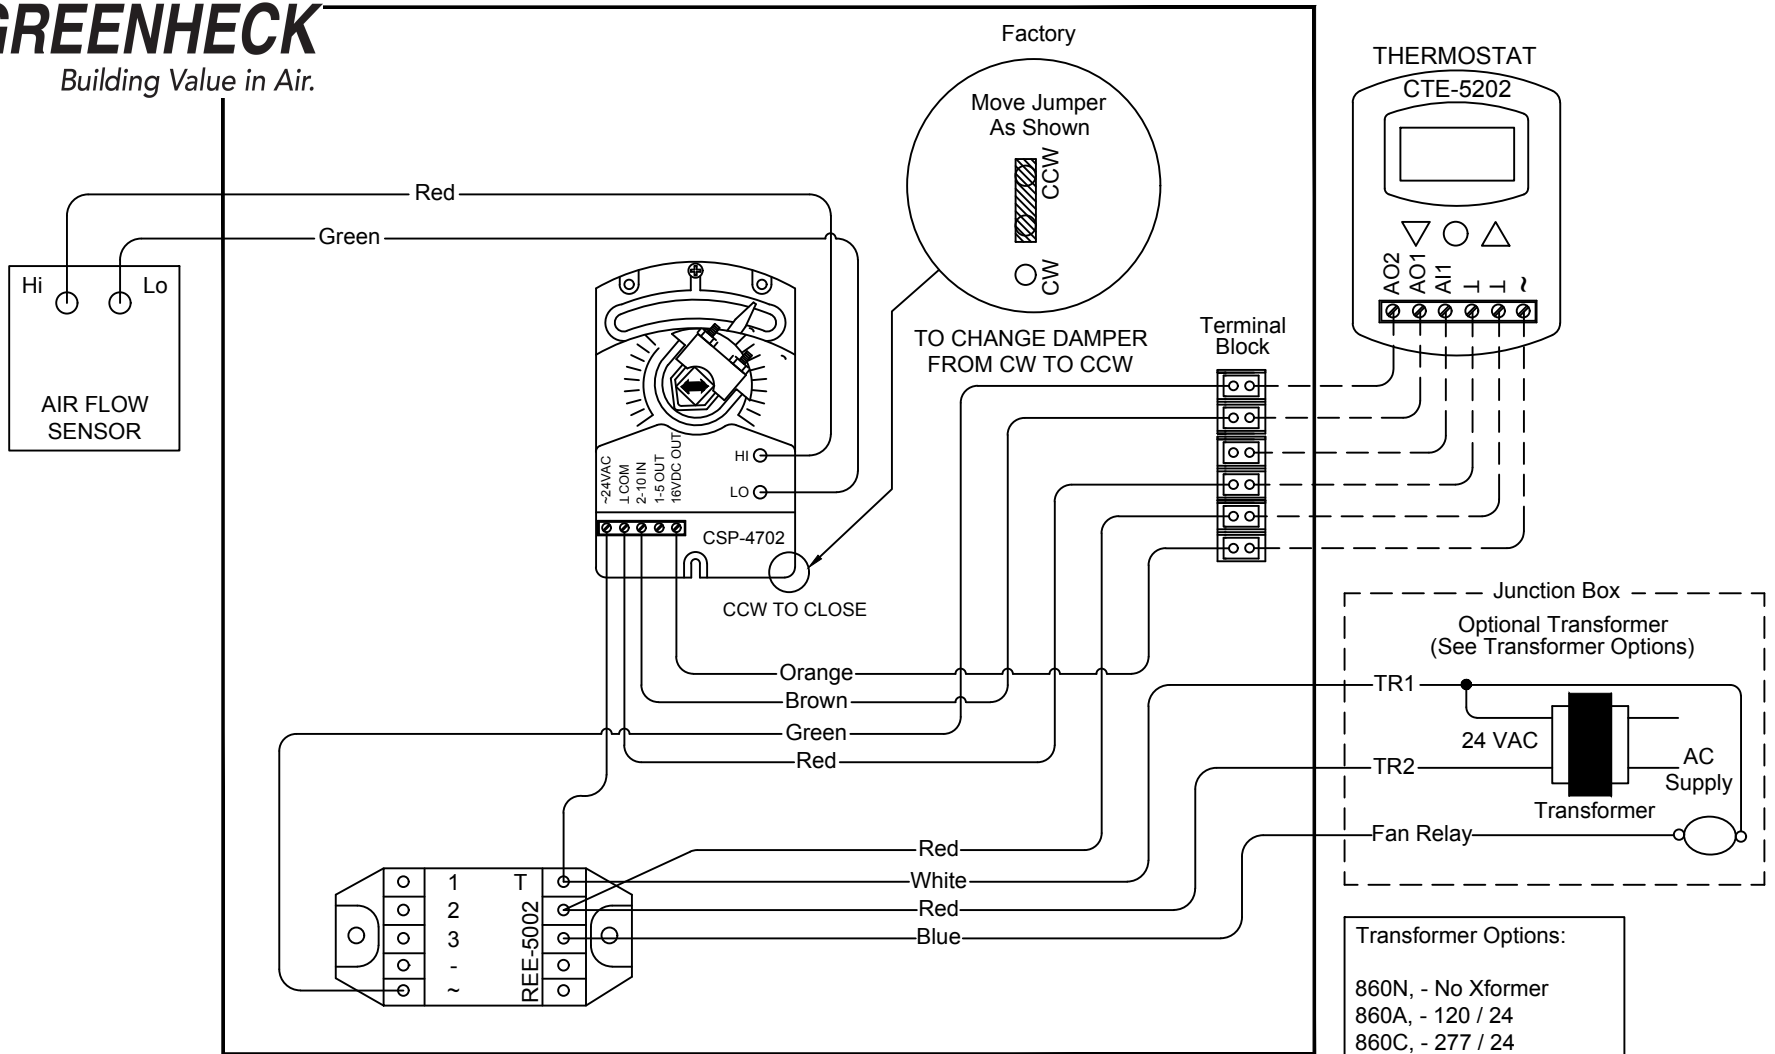 GREENHECK
Building Value in Air.
Factory
Move Jumper
As Shown
CCW
CW
TO CHANGE DAMPER
FROM CW TO CCW
THERMOSTAT
CTE-5202
AO2
AO1
AI1
⊥
⊥
~
Terminal
Block
Red
Green
Hi
Lo
AIR FLOW
SENSOR
HI
LO
~24VAC
⊥COM
2-10 IN
1-5 OUT
16VDC OUT
CSP-4702
CCW TO CLOSE
Orange
Brown
Green
Red
Junction Box
Optional Transformer
(See Transformer Options)
TR1
24 VAC
TR2
AC
Supply
Transformer
Fan Relay
Red
White
Red
Blue
1
2
3
-
~
T
REE-5002
Transformer Options:
860N, - No Xformer
860A, - 120 / 24
860C, - 277 / 24